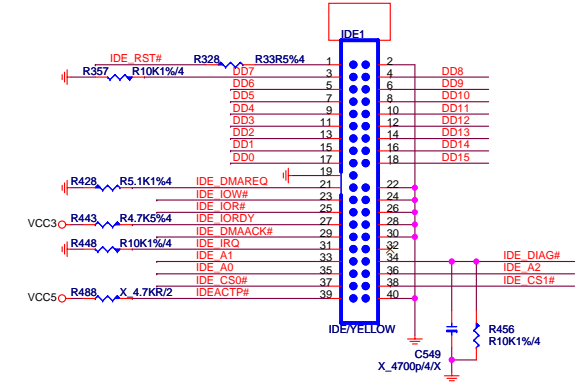 IDE1
IDE_RST# R328 R33R5%4 1 2
R357 R10K1%/4 DD7 3 4 DD8
DD6 5 6 DD9
DD5 7 8 DD10
DD4 9 10 DD11
DD3 11 12 DD12
DD2 13 14 DD13
DD1 15 16 DD14
DD0 17 18 DD15
19
R428 R5.1K1%4 IDE_DMAREQ 21 22
IDE_IOW# 23 24
IDE_IOR# 25 26
VCC3 R443 R4.7K5%4 IDE_IORDY 27 28
IDE_DMAACK# 29 30
R448 R10K1%/4 IDE_IRQ 31 32
IDE_A1 33 34 IDE_DIAG#
IDE_A0 35 36 IDE_A2
IDE_CS0# 37 38 IDE_CS1#
VCC5 R488 X_4.7KR/2 IDEACTP# 39 40
IDE/YELLOW
R456
R10K1%/4
C549
X_4700p/4/X